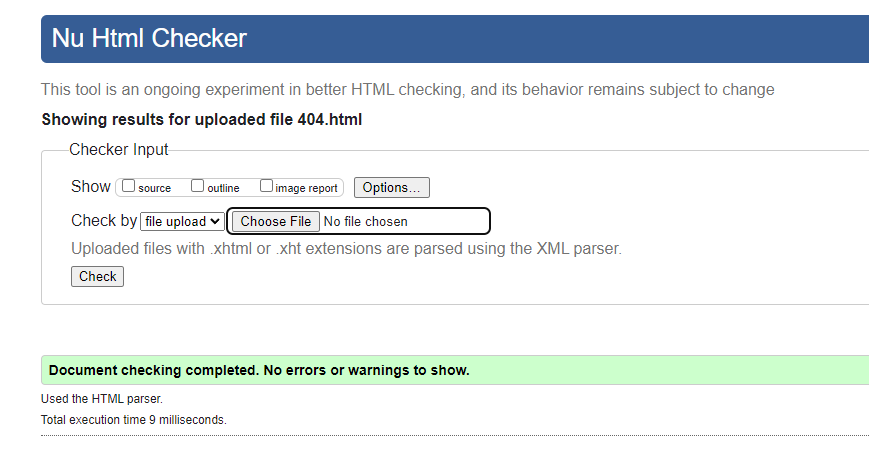 Nu Html Checker
This tool is an ongoing experiment in better HTML checking, and its behavior remains subject to change
Showing results for uploaded file 404.html
Checker Input
Show source outline image report Options...
Check by file upload Choose File No file chosen
Uploaded files with .xhtml or .xht extensions are parsed using the XML parser.
Check
Document checking completed. No errors or warnings to show.
Used the HTML parser.
Total execution time 9 milliseconds.